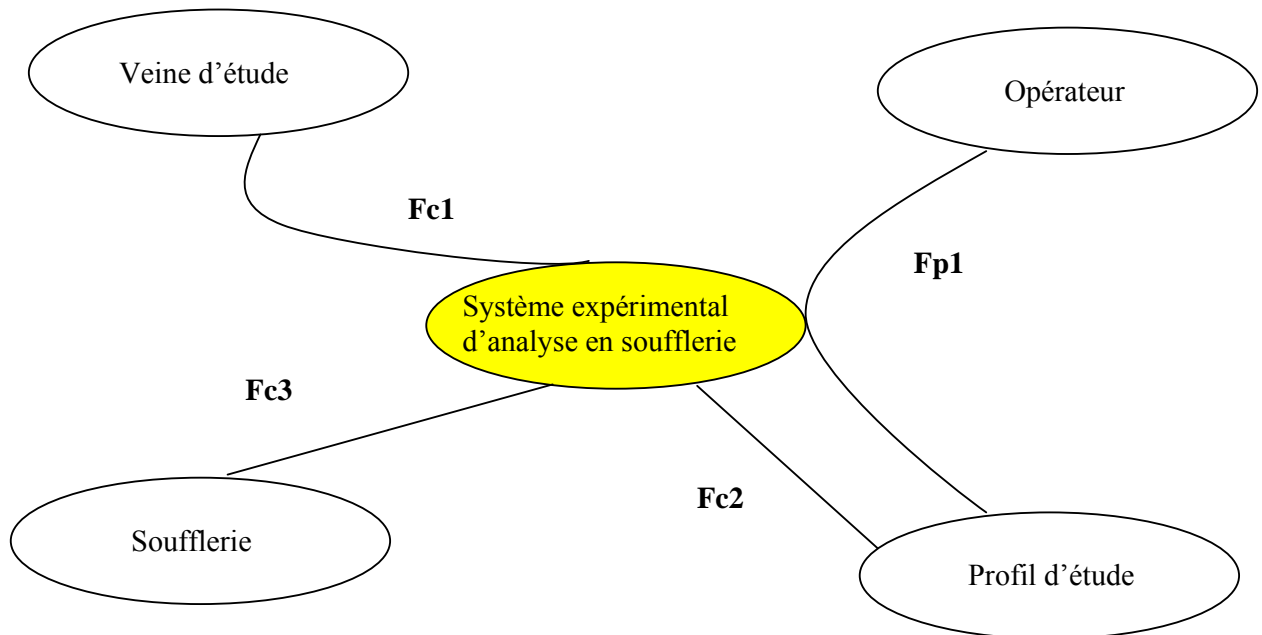 Veine d'étude
Opérateur
Fc1
Fp1
Système expérimental
d'analyse en soufflerie
Fc3
Fc2
Soufflerie
Profil d'étude